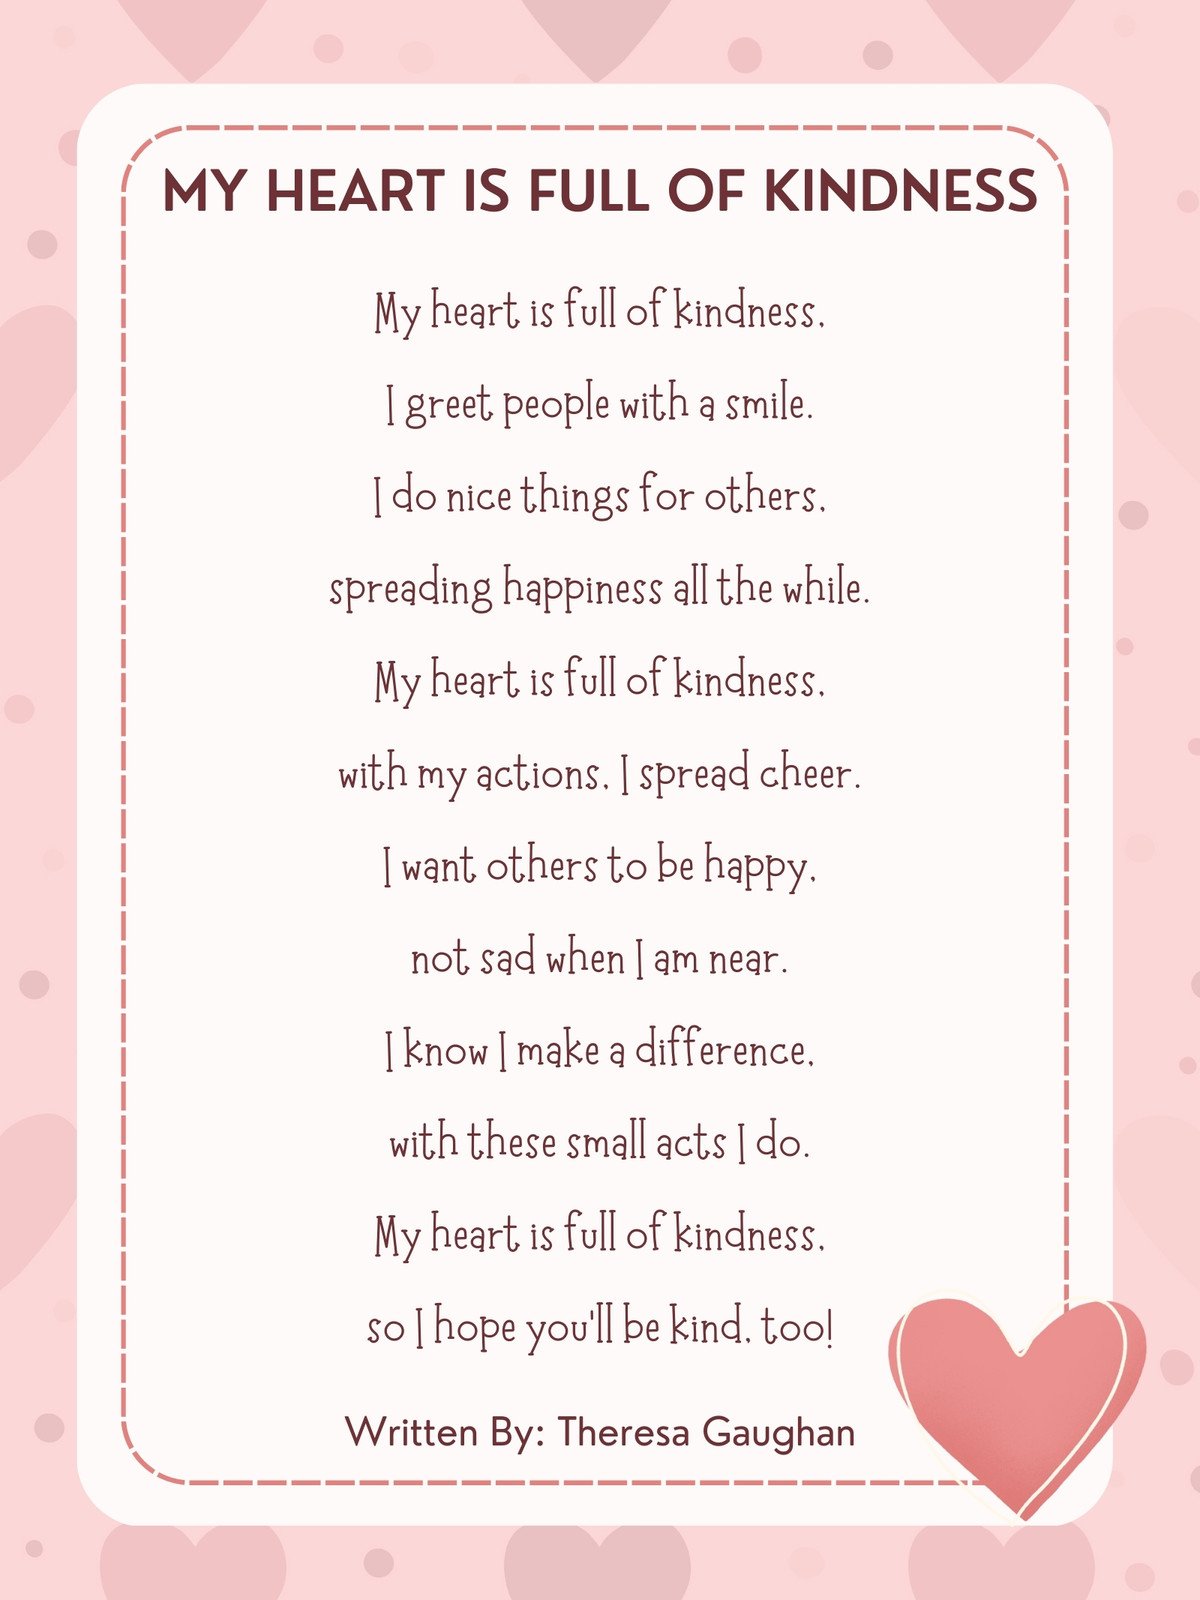 MY HEART IS FULL OF KINDNESS
My heart is full of kindness,
I greet people with a smile.
I do nice things for others,
spreading happiness all the while.
My heart is full of kindness,
with my actions, I spread cheer.
I want others to be happy,
not sad when I am near.
I know I make a difference,
with these small acts I do.
My heart is full of kindness,
so I hope you'll be kind, too!
Written By: Theresa Gaughan